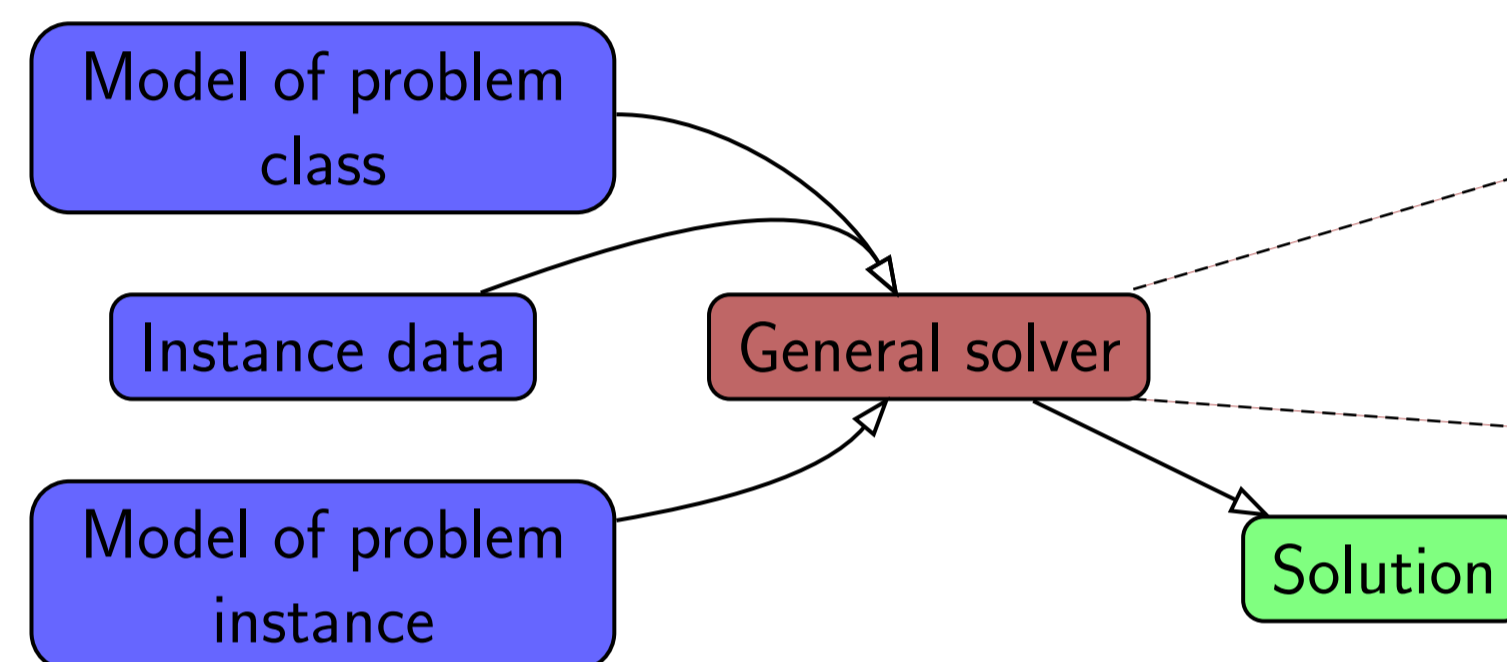 Model of problem
class
Instance data
General solver
Model of problem
instance
Solution